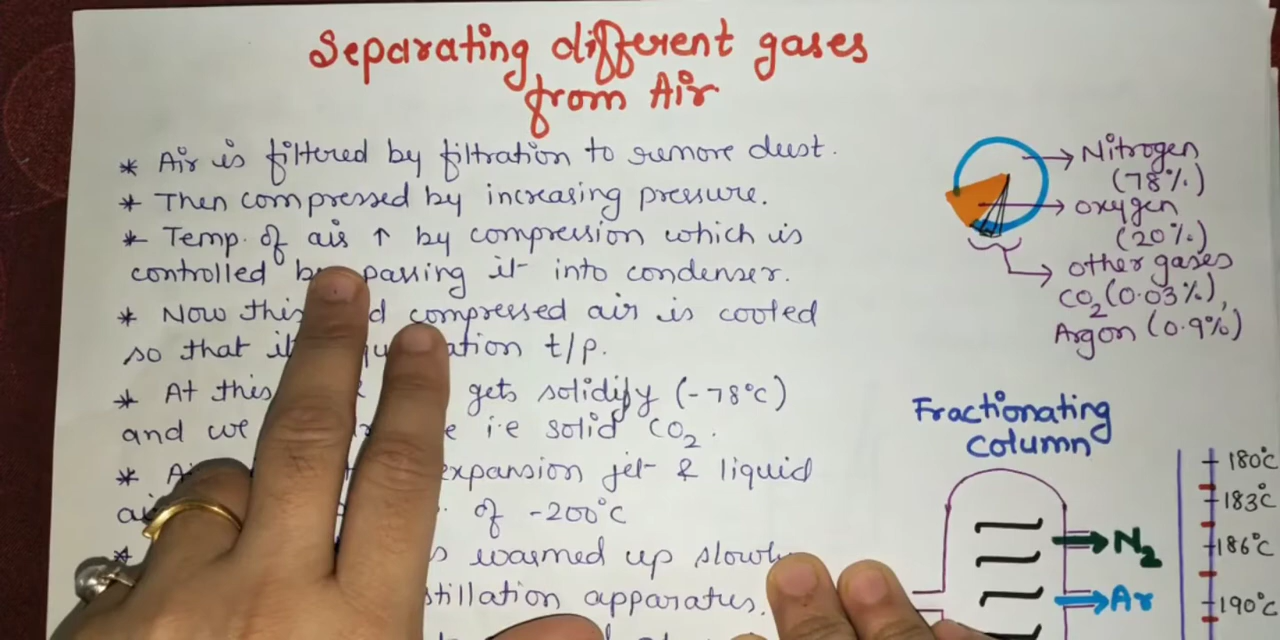 Separating different gases
from Air
* Air is filtered by filtration to remove dust.
* Then compressed by increasing pressure.
* Temp. of air ↑ by compression which is
controlled passing it into condenser.
* Now this compressed air is cooled
so that t/p.
* At this gets solidify (-78°C)
and we i.e solid CO₂.
* expansion jet & liquid
of -200°C
* warmed up slowly
apparatus.
Nitrogen
(78%)
oxygen
(20%)
other gases
CO₂(0.03%),
Argon (0.9%)
Fractionating
Column
N₂
Ar
180°C
183°C
186°C
190°C